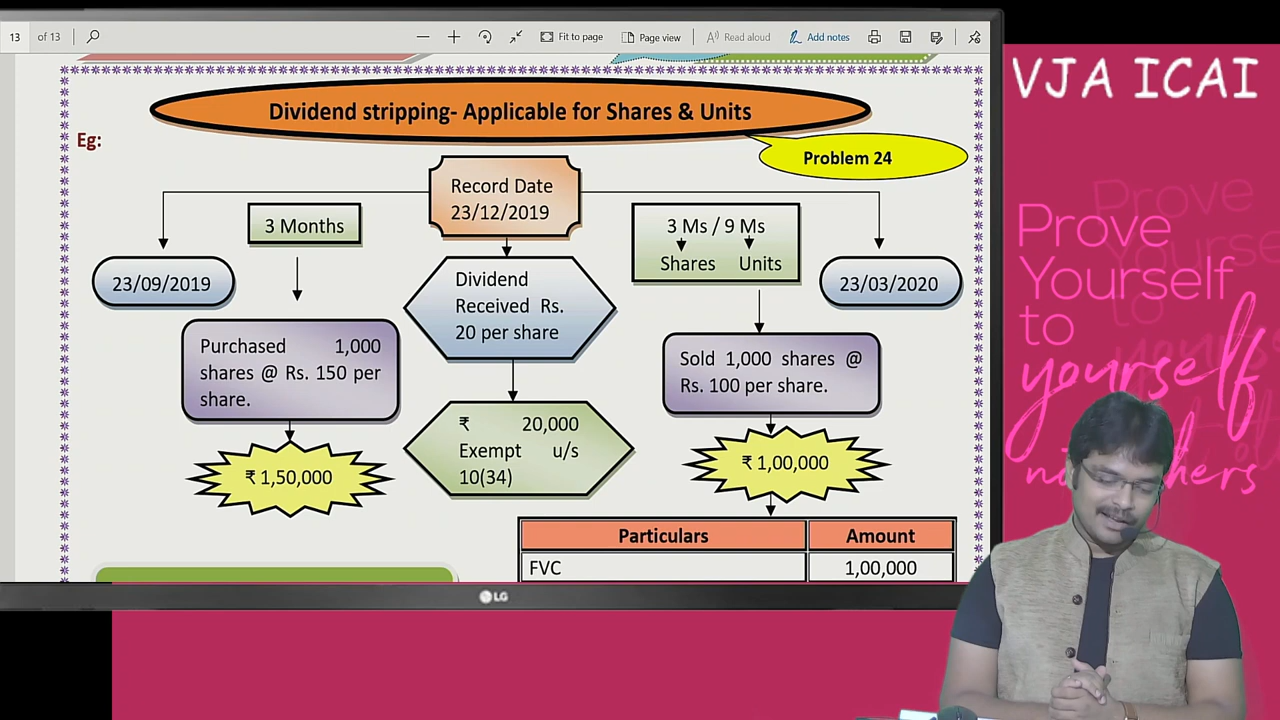 13 of 13
Fit to page
Page view
Read aloud
Add notes
VJA ICAI
Dividend stripping- Applicable for Shares & Units
Eg:
Problem 24
Record Date
23/12/2019
3 Months
3 Ms / 9 Ms
Shares Units
23/09/2019
23/03/2020
Dividend
Received Rs.
20 per share
Purchased 1,000
shares @ Rs. 150 per
share.
Sold 1,000 shares @
Rs. 100 per share.
₹ 20,000
Exempt u/s
10(34)
₹ 1,50,000
₹ 1,00,000
Particulars Amount
FVC 1,00,000
LG
Prove
Yourself
to
yourself
Prove